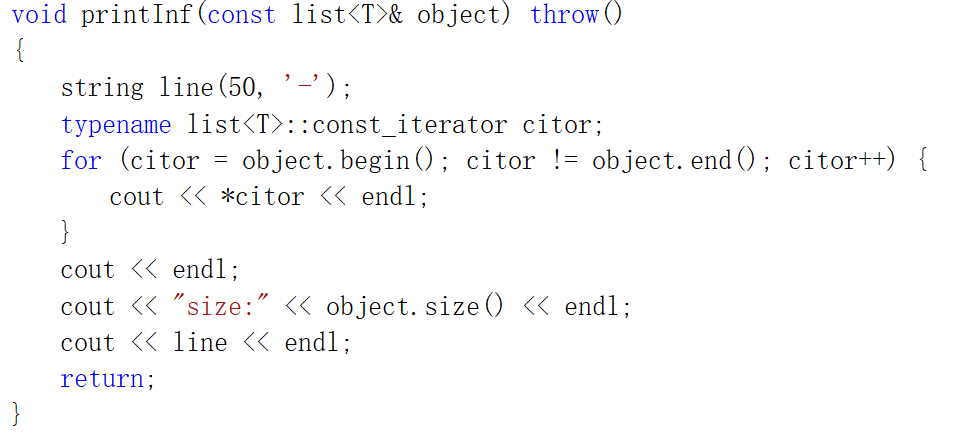 void printInf(const list<T>& object) throw()
{
    string line(50, '-');
    typename list<T>::const_iterator citor;
    for (citor = object.begin(); citor != object.end(); citor++) {
        cout << *citor << endl;
    }
    cout << endl;
    cout << "size:" << object.size() << endl;
    cout << line << endl;
    return;
}